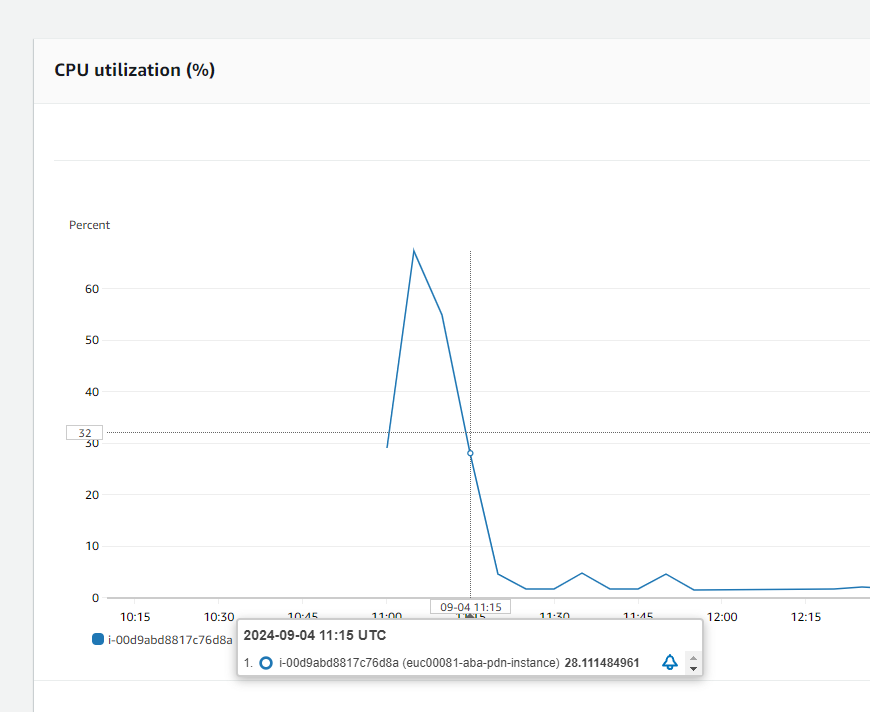 CPU utilization (%)
Percent
60
50
40
32
30
20
10
0
10:15 10:30 10:45 11:00 09-04 11:15 11:30 11:45 12:00 12:15
i-00d9abd8817c76d8a
2024-09-04 11:15 UTC
1. i-00d9abd8817c76d8a (euc00081-aba-pdn-instance) 28.111484961